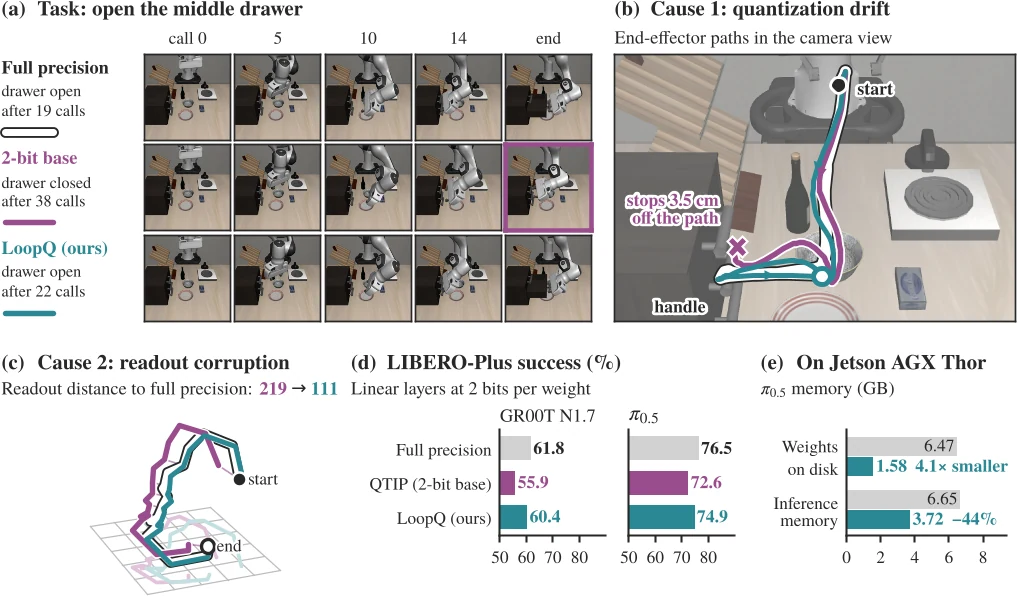 (a) Task: open the middle drawer
call 0 5 10 14 end
Full precision
drawer open
after 19 calls
2-bit base
drawer closed
after 38 calls
LoopQ (ours)
drawer open
after 22 calls
(b) Cause 1: quantization drift
End-effector paths in the camera view
start
stops 3.5 cm
off the path
handle
(c) Cause 2: readout corruption
Readout distance to full precision: 219 → 111
start
end
(d) LIBERO-Plus success (%)
Linear layers at 2 bits per weight
GR00T N1.7 π0.5
Full precision 61.8 76.5
QTIP (2-bit base) 55.9 72.6
LoopQ (ours) 60.4 74.9
50 60 70 80 50 60 70 80
(e) On Jetson AGX Thor
π0.5 memory (GB)
Weights
on disk
6.47
1.58 4.1× smaller
Inference
memory
6.65
3.72 −44%
0 2 4 6 8